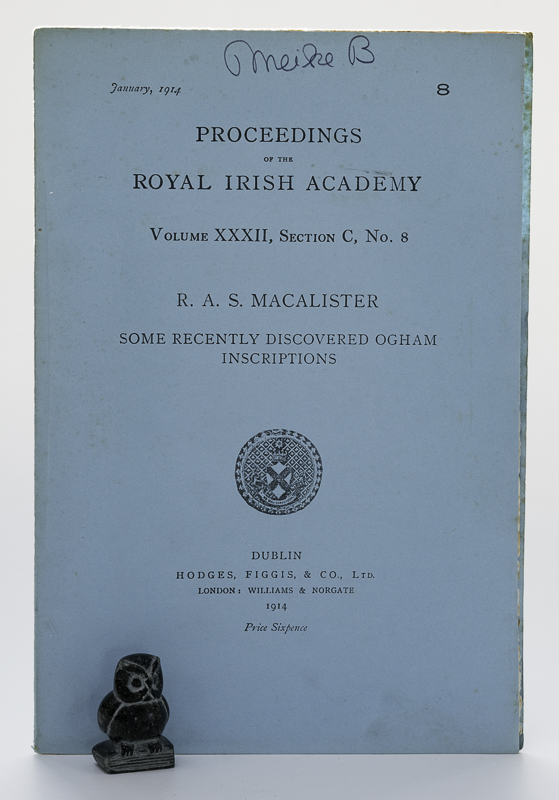 Meike B
January, 1914 8
PROCEEDINGS
OF THE
ROYAL IRISH ACADEMY
VOLUME XXXII, SECTION C, NO. 8
R. A. S. MACALISTER
SOME RECENTLY DISCOVERED OGHAM
INSCRIPTIONS
DUBLIN
HODGES, FIGGIS, & CO., LTD.
LONDON: WILLIAMS & NORGATE
1914
Price Sixpence